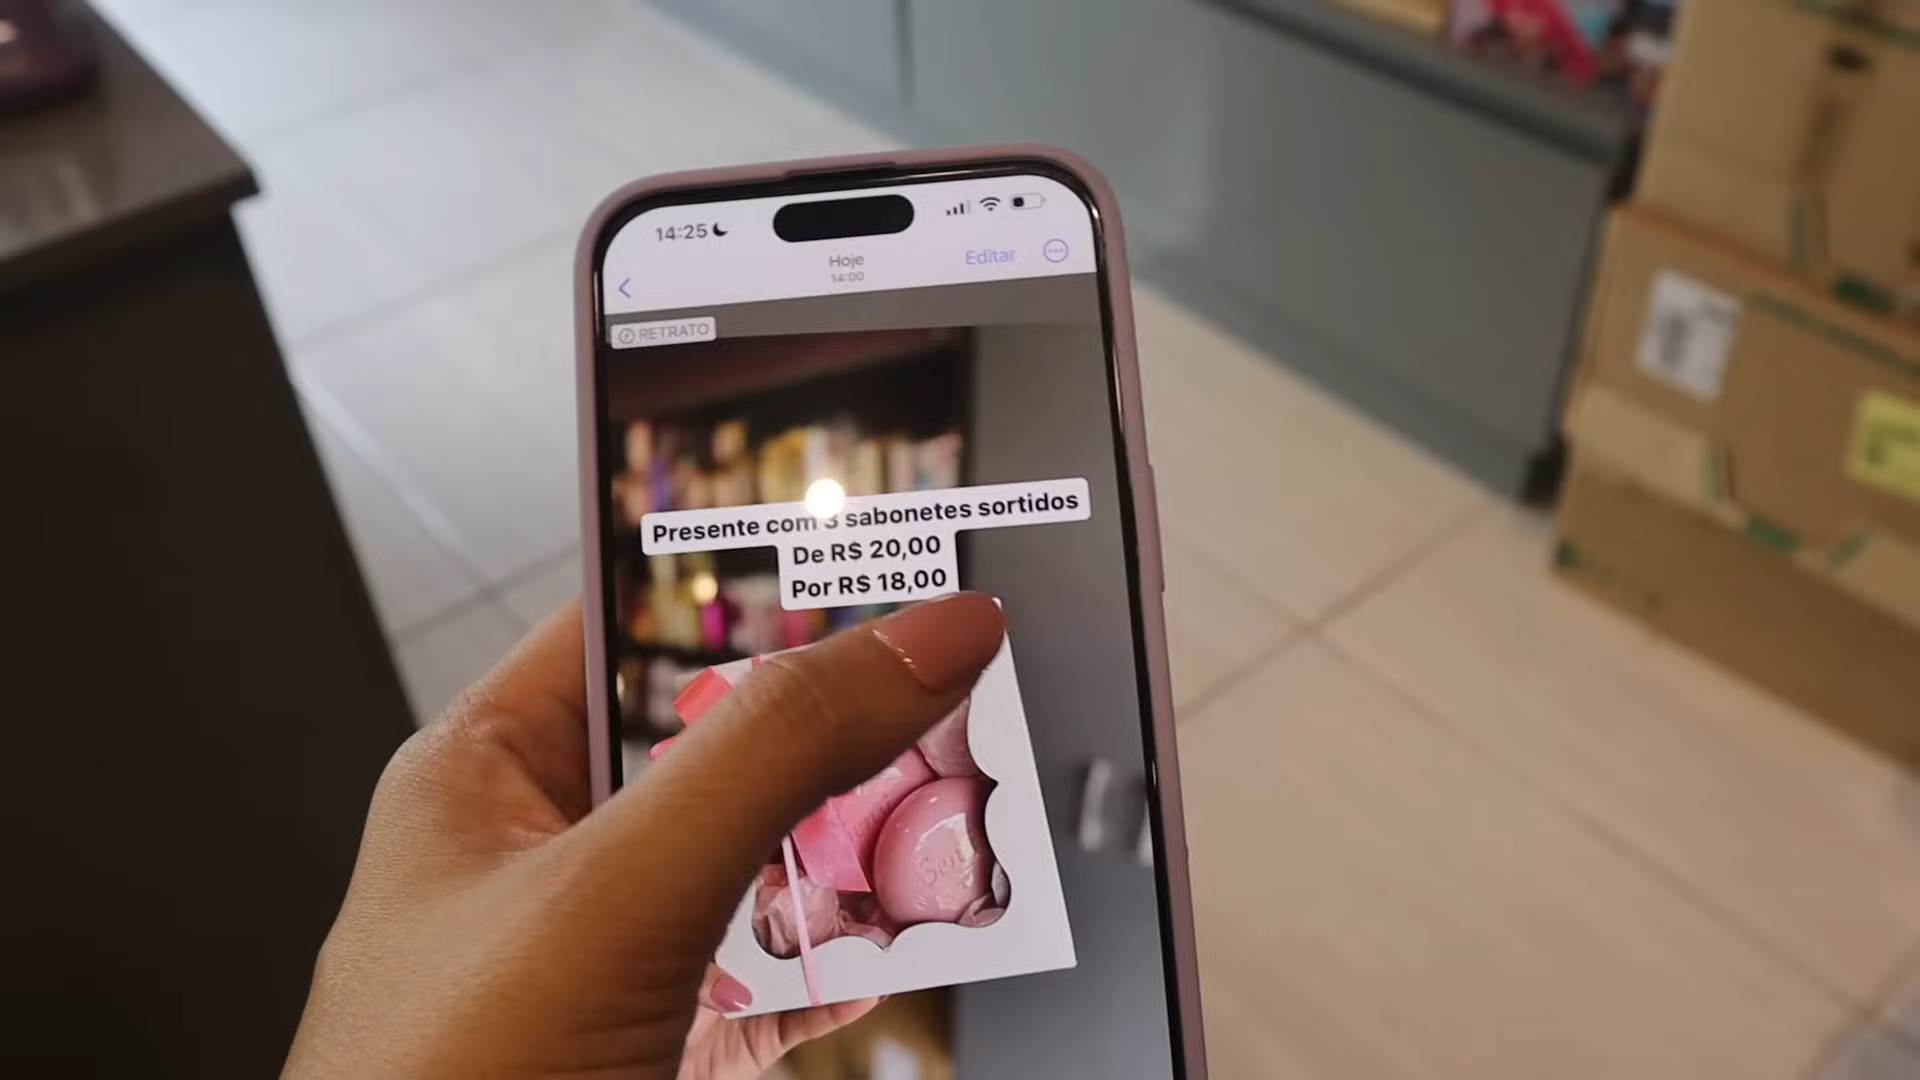 14:25
Hoje
14:00
Editar
RETRATO
Presente com 3 sabonetes sortidos
De R$ 20,00
Por R$ 18,00